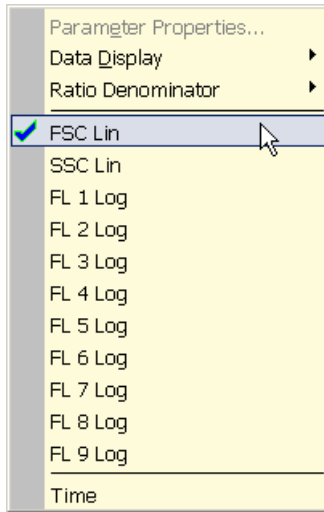 Parameter Properties...
Data Display
Ratio Denominator
FSC Lin
SSC Lin
FL 1 Log
FL 2 Log
FL 3 Log
FL 4 Log
FL 5 Log
FL 6 Log
FL 7 Log
FL 8 Log
FL 9 Log
Time